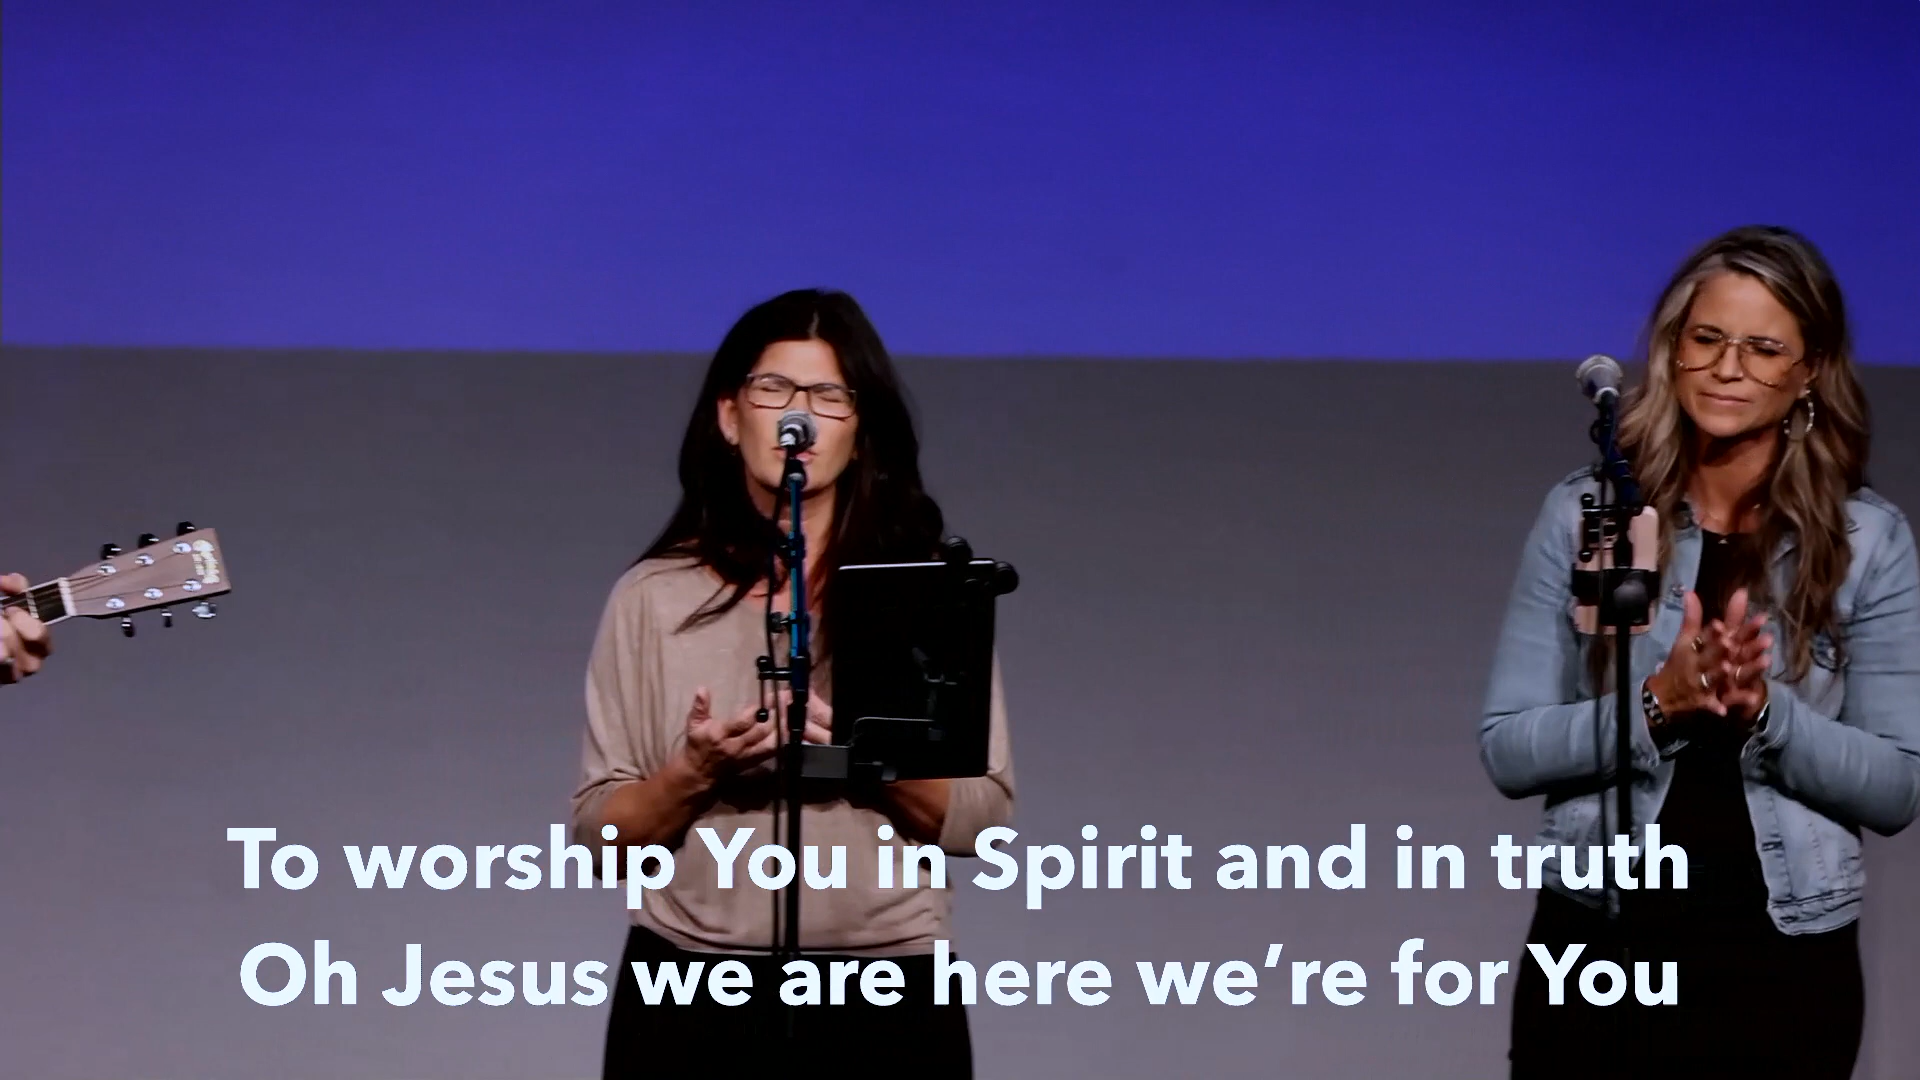 To worship You in Spirit and in truth
Oh Jesus we are here we’re for You